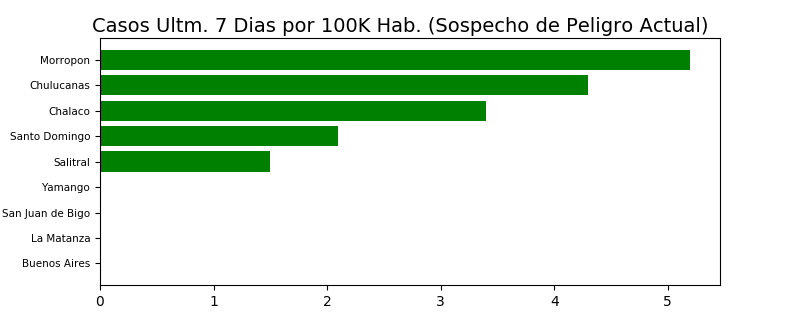 Casos Ultm. 7 Dias por 100K Hab. (Sospecho de Peligro Actual)
Morropon
Chulucanas
Chalaco
Santo Domingo
Salitral
Yamango
San Juan de Bigo
La Matanza
Buenos Aires
0 1 2 3 4 5